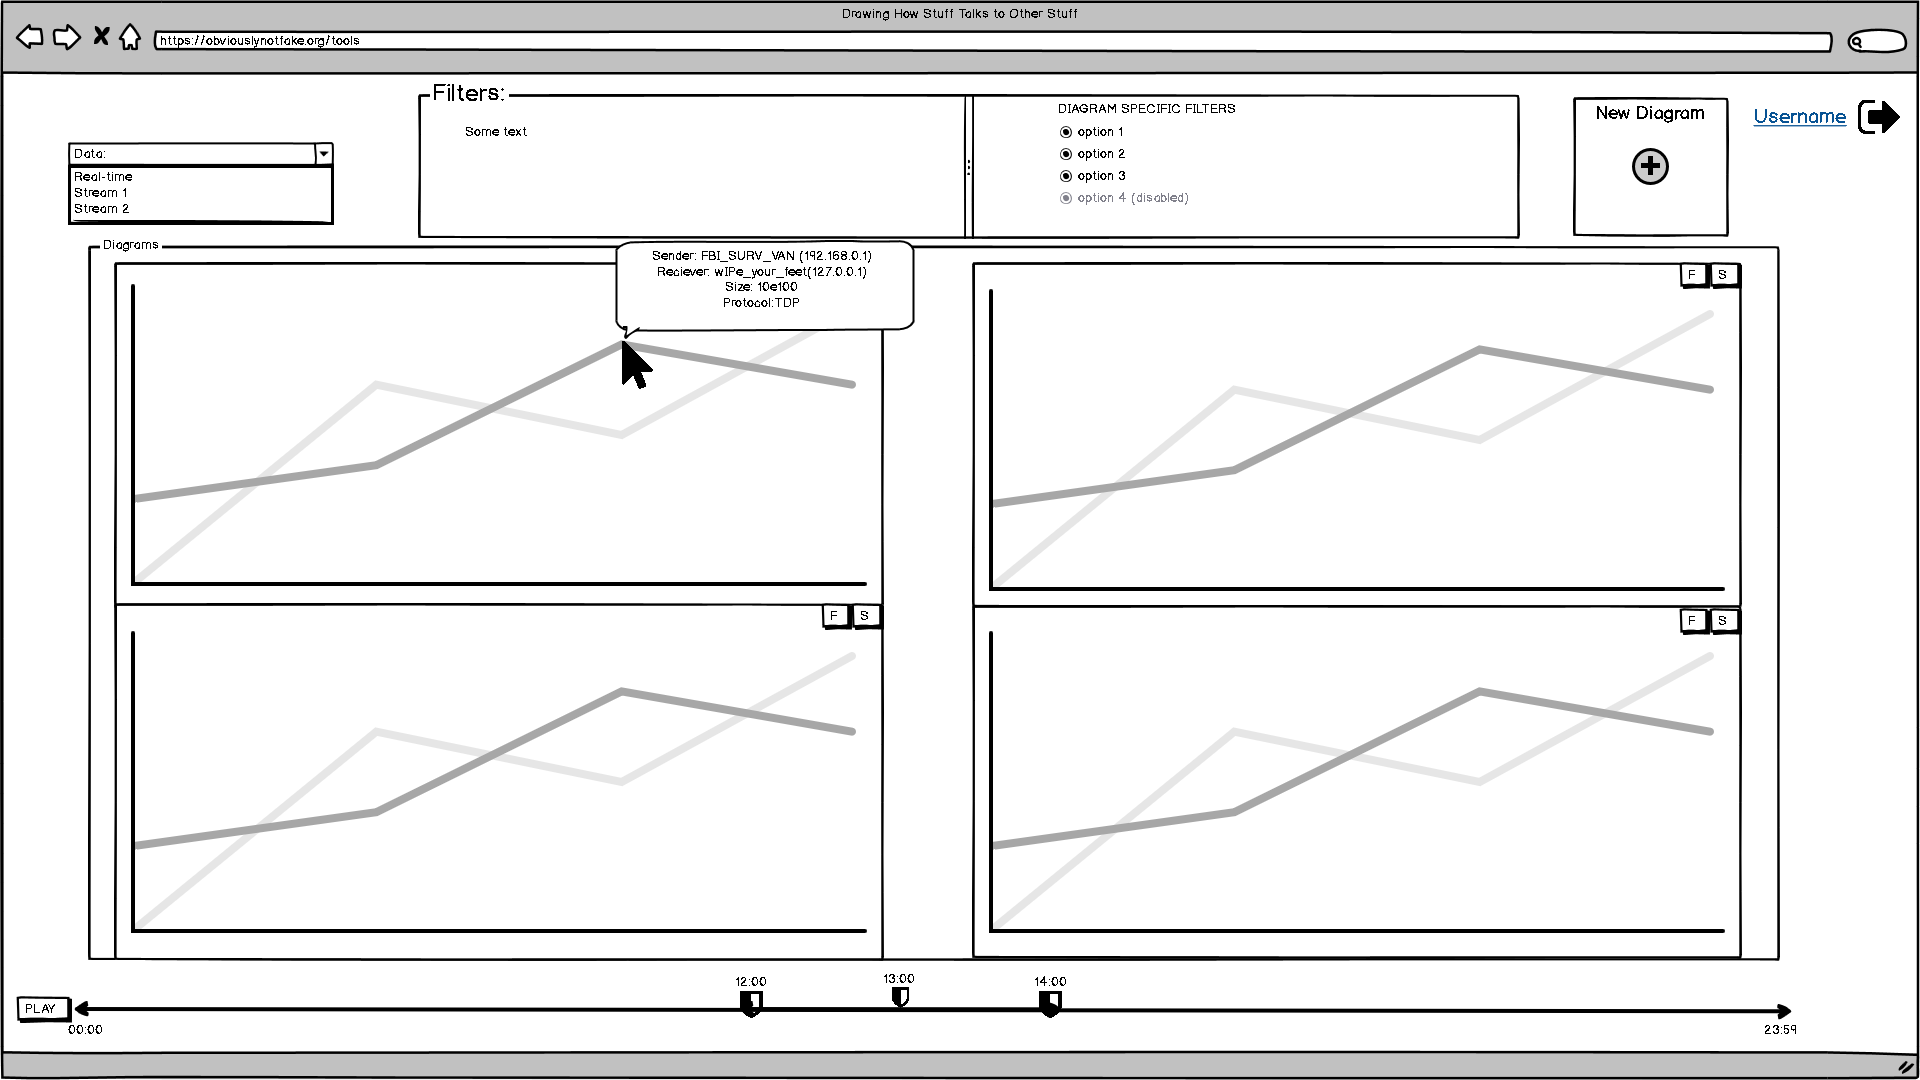 Drawing How Stuff Talks to Other Stuff
https://obviouslynotfake.org/tools
Filters:
Some text
DIAGRAM SPECIFIC FILTERS
option 1
option 2
option 3
option 4 (disabled)
New Diagram
Username
Data:
Real-time
Stream 1
Stream 2
Diagrams
Sender: FBI_SURV_VAN (192.168.0.1)
Reciever: wIPe_your_feet(127.0.0.1)
Size: 10e100
Protocol:TDP
F S
F S
F S
12:00
13:00
14:00
PLAY
00:00
23:59